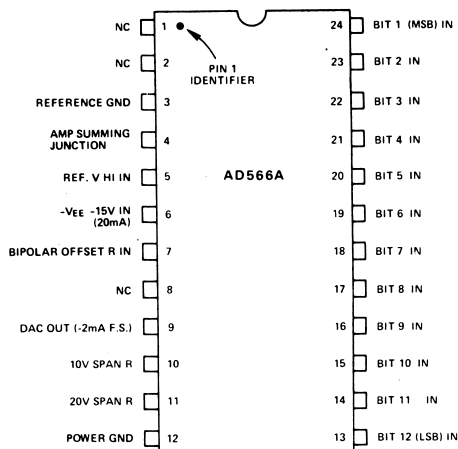 NC 1 24 BIT 1 (MSB) IN
NC 2 23 BIT 2 IN
PIN 1
IDENTIFIER
REFERENCE GND 3 22 BIT 3 IN
AMP SUMMING
JUNCTION 4 21 BIT 4 IN
AD566A
REF. V HI IN 5 20 BIT 5 IN
-VEE -15V IN
(20mA) 6 19 BIT 6 IN
BIPOLAR OFFSET R IN 7 18 BIT 7 IN
NC 8 17 BIT 8 IN
DAC OUT (-2mA F.S.) 9 16 BIT 9 IN
10V SPAN R 10 15 BIT 10 IN
20V SPAN R 11 14 BIT 11 IN
POWER GND 12 13 BIT 12 (LSB) IN